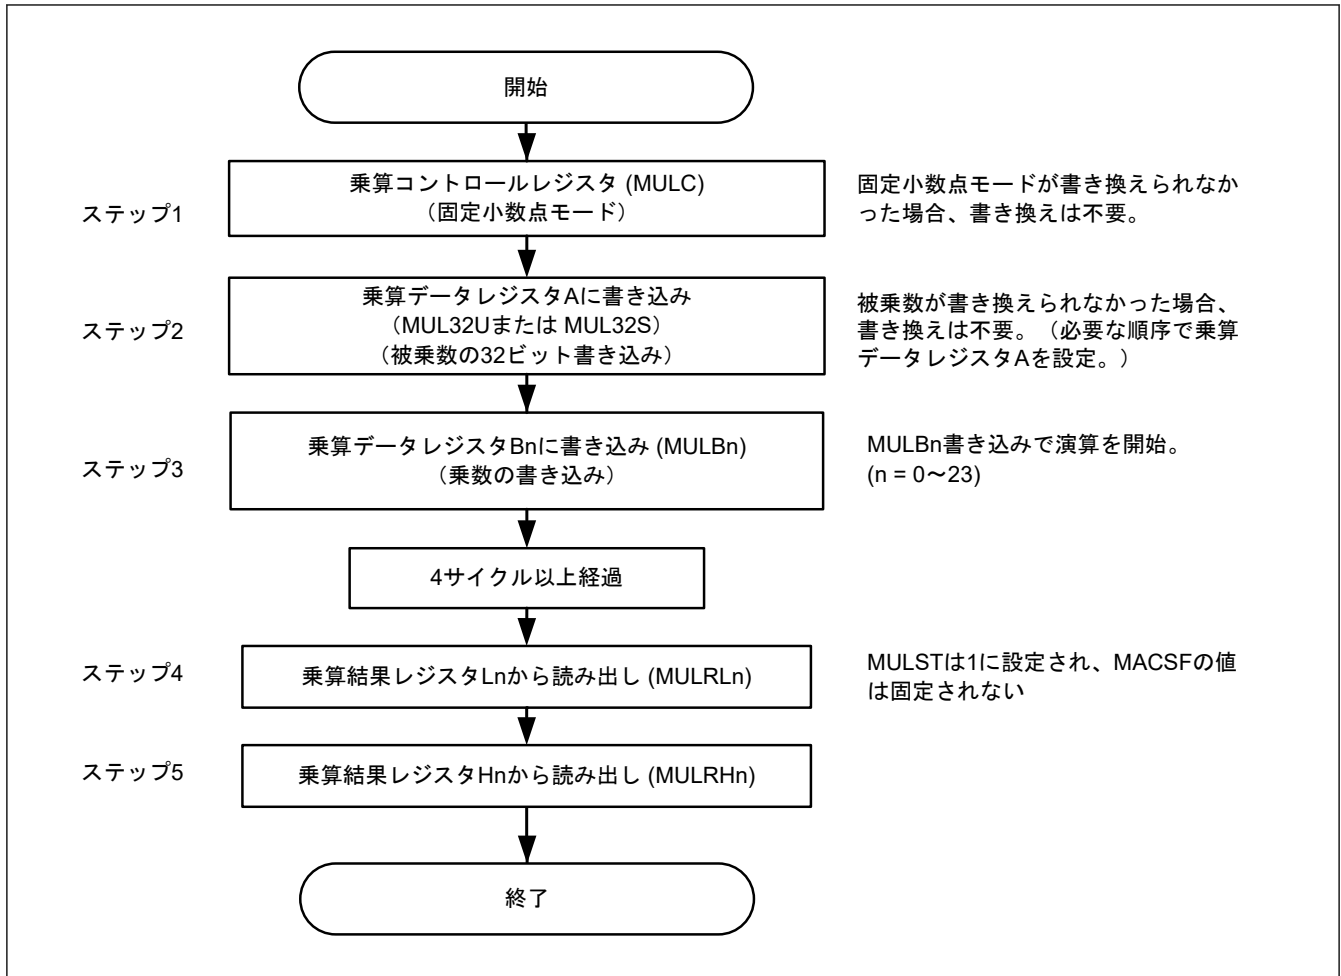 開始
ステップ1
乗算コントロールレジスタ (MULC)
（固定小数点モード）
固定小数点モードが書き換えられなか
った場合、書き換えは不要。
ステップ2
乗算データレジスタAに書き込み
（MUL32Uまたは MUL32S）
（被乗数の32ビット書き込み）
被乗数が書き換えられなかった場合、
書き換えは不要。（必要な順序で乗算
データレジスタAを設定。）
ステップ3
乗算データレジスタBnに書き込み (MULBn)
（乗数の書き込み）
MULBn書き込みで演算を開始。
(n = 0～23)
4サイクル以上経過
ステップ4
乗算結果レジスタLnから読み出し (MULRLn)
MULSTは1に設定され、MACSFの値
は固定されない
ステップ5
乗算結果レジスタHnから読み出し (MULRHn)
終了